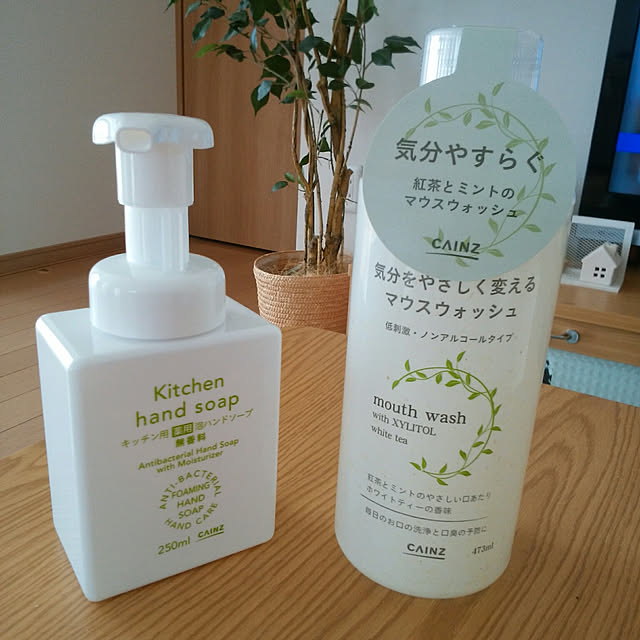 Kitchen
hand soap
キッチン用 薬用 泡ハンドソープ
無香料
Antibacterial Hand Soap
with Moisturizer
ANTI-BACTERIAL
FOAMING
HAND
SOAP
HAND CARE
250ml CAINZ
気分やすらぐ
紅茶とミントの
マウスウォッシュ
CAINZ
気分をやさしく変える
マウスウォッシュ
低刺激・ノンアルコールタイプ
mouth wash
with XYLITOL
white tea
紅茶とミントのやさしい口あたり
ホワイトティーの香味
毎日のお口の洗浄と口臭の予防に
CAINZ 473ml